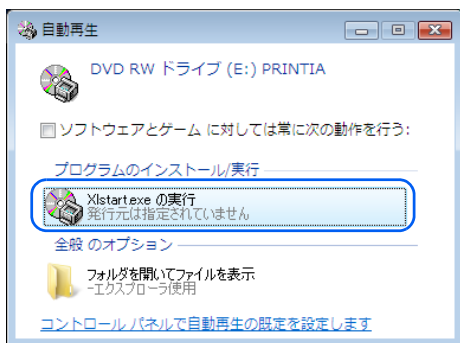 自動再生
DVD RW ドライブ (E:) PRINTIA
ソフトウェアとゲーム に対しては常に次の動作を行う:
プログラムのインストール/実行
Xlstart.exe の実行
発行元は指定されていません
全般 のオプション
フォルダを開いてファイルを表示
-エクスプローラ使用
コントロール パネルで自動再生の既定を設定します